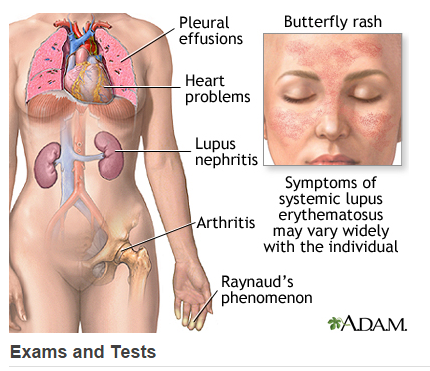 Pleural
effusions
Butterfly rash
Heart
problems
Lupus
nephritis
Symptoms of
systemic lupus
erythematosus
may vary widely
with the individual
Arthritis
Raynaud's
phenomenon
A.D.A.M.
Exams and Tests